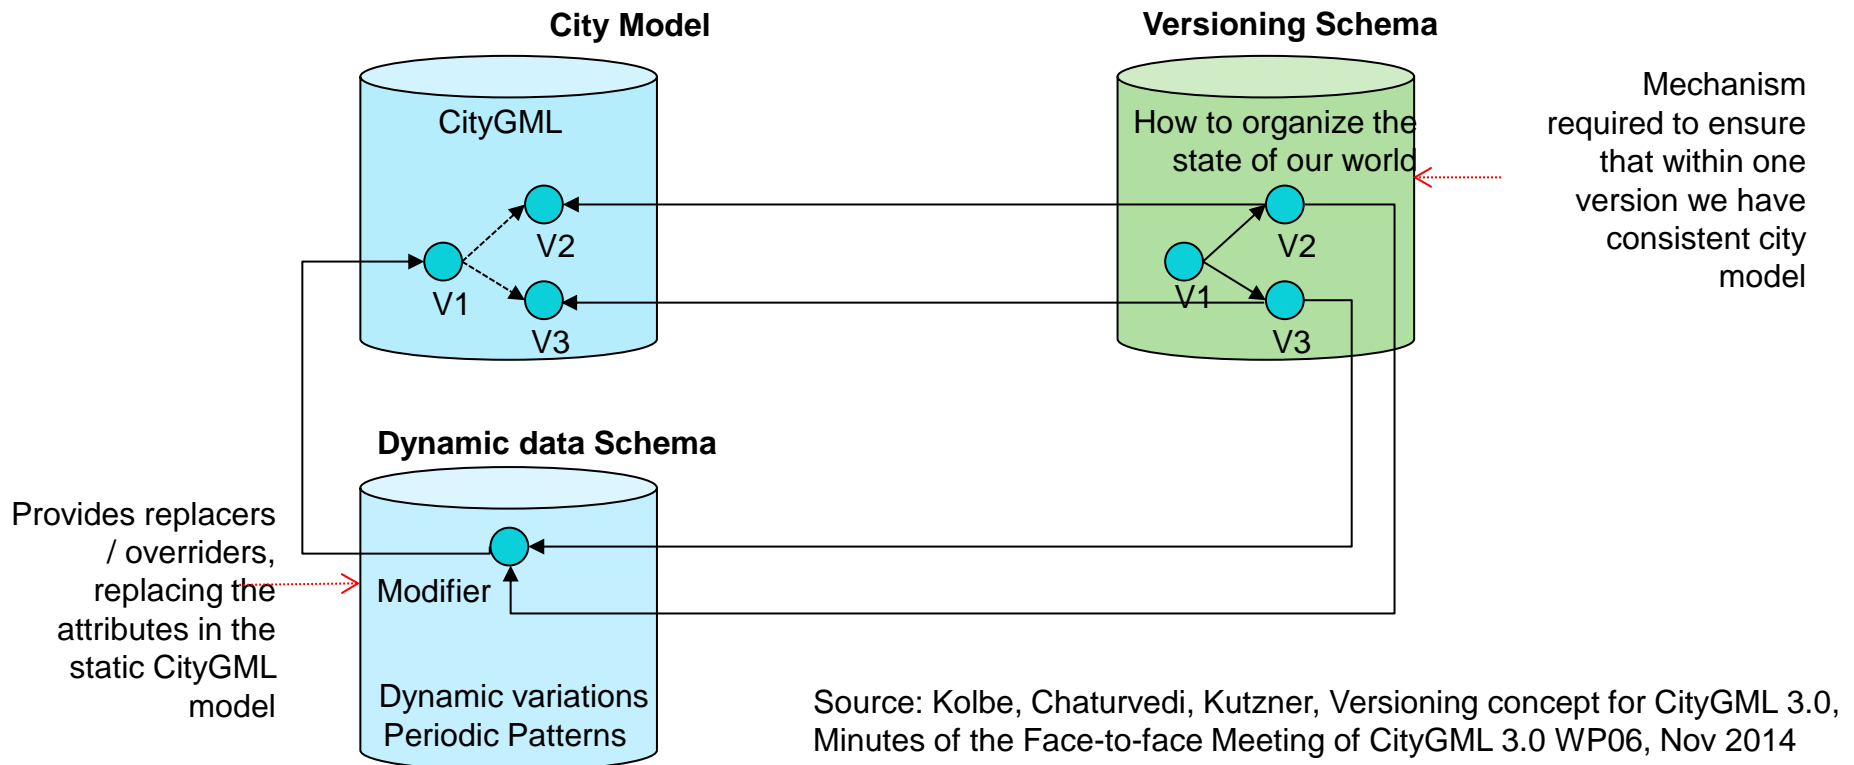 City Model
Versioning Schema
CityGML
V2
V1
V3
How to organize the
state of our world
V2
V1
V3
Mechanism
required to ensure
that within one
version we have
consistent city
model
Dynamic data Schema
Provides replacers
/ overriders,
replacing the
attributes in the
static CityGML
model
Modifier
Dynamic variations
Periodic Patterns
Source: Kolbe, Chaturvedi, Kutzner, Versioning concept for CityGML 3.0,
Minutes of the Face-to-face Meeting of CityGML 3.0 WP06, Nov 2014